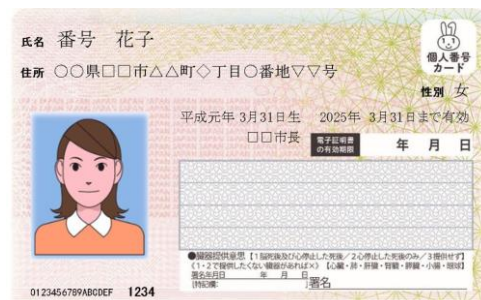 氏名 番号 花子
個人番号
カード
住所 〇〇県□□市△△町◇丁目〇番地▽▽号
性別 女
平成元年 3月31日生 2025年 3月31日まで有効
□□市長 電子証明書の有効期限 年 月 日
●臓器提供意思【1脳死後及び心停止した死後/2心停止した死後のみ/3提供せず】
《1・2で提供したくない臓器があれば×》【心臓・肺・肝臓・腎臓・膵臓・小腸・眼球】
署名年月日 年 月 日
[特記欄: ]署名
0123456789ABCDEF 1234